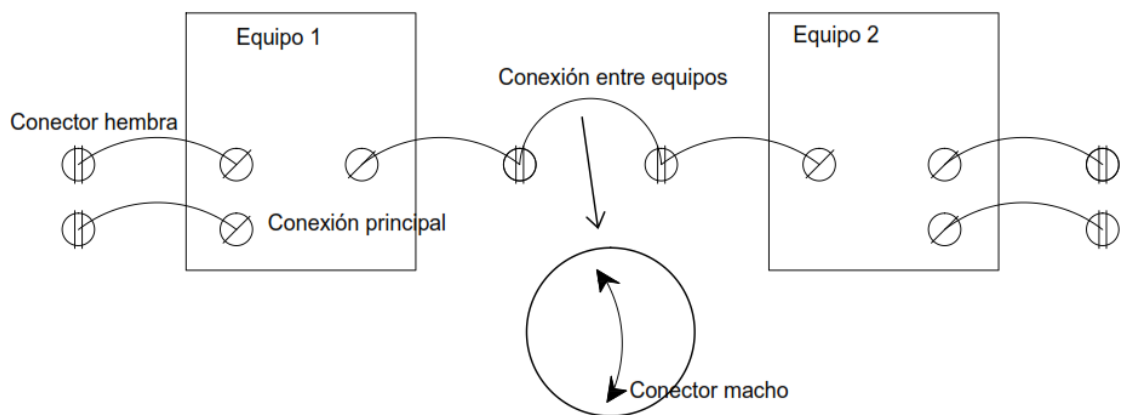 Equipo 1
Equipo 2
Conexión entre equipos
Conector hembra
Conexión principal
Conector macho